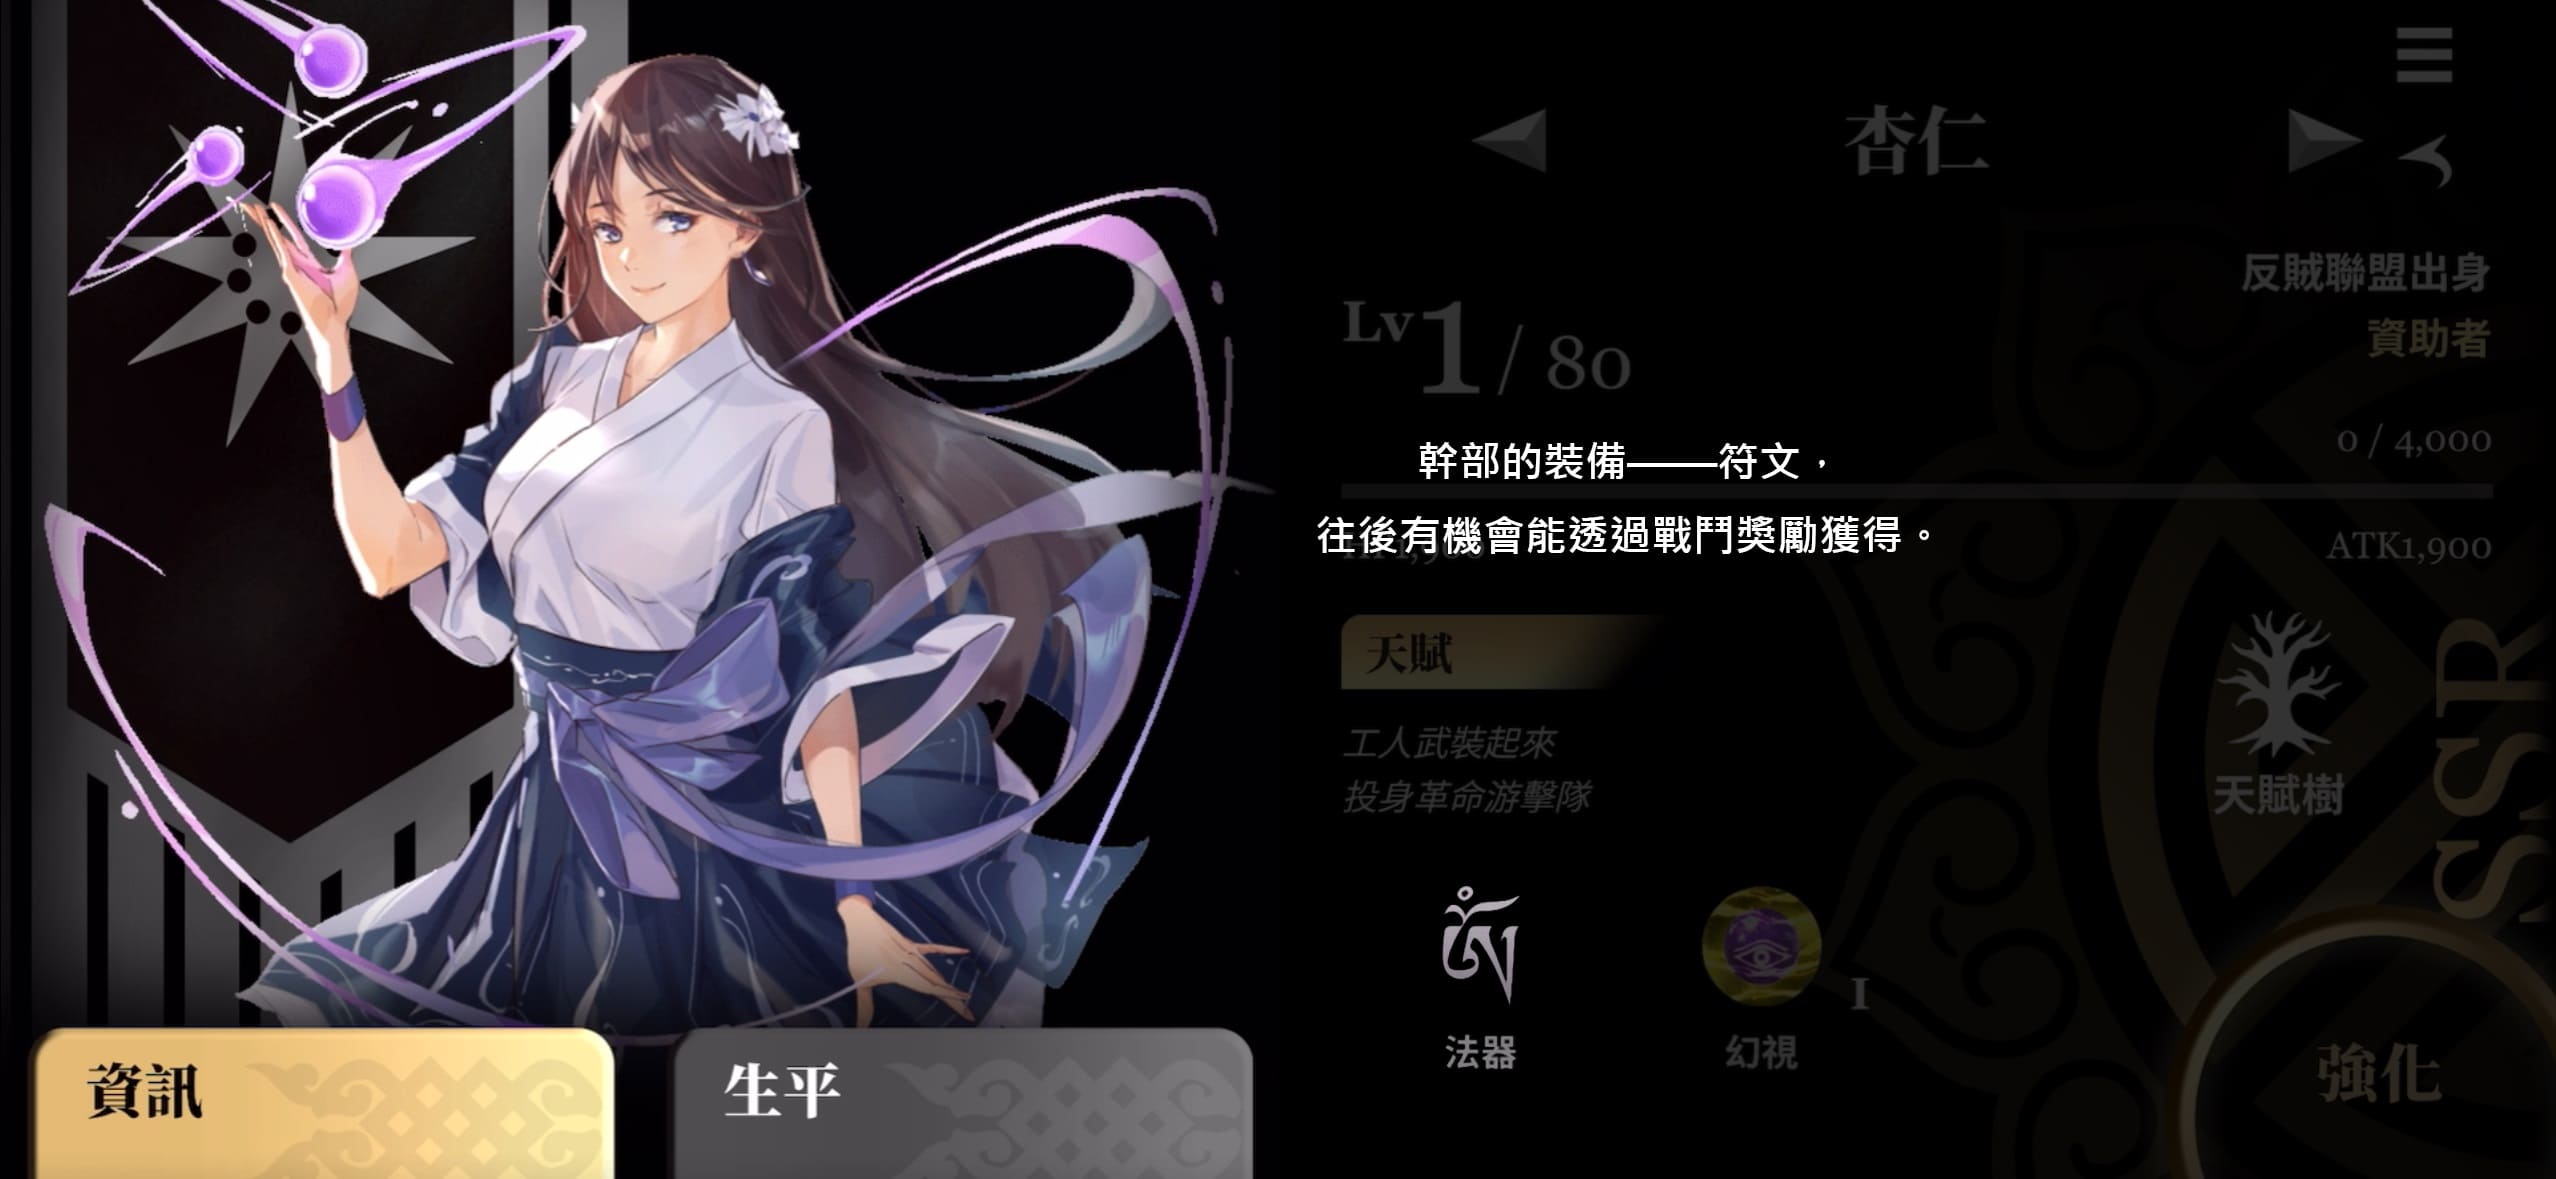 杏仁
反賊聯盟出身
資助者
Lv 1 / 80
0 / 4,000
幹部的裝備——符文，
往後有機會能透過戰鬥獎勵獲得。
ATK1,900
天賦
工人武裝起來
投身革命游擊隊
天賦樹
SSR
法器
幻視
I
強化
資訊
生平